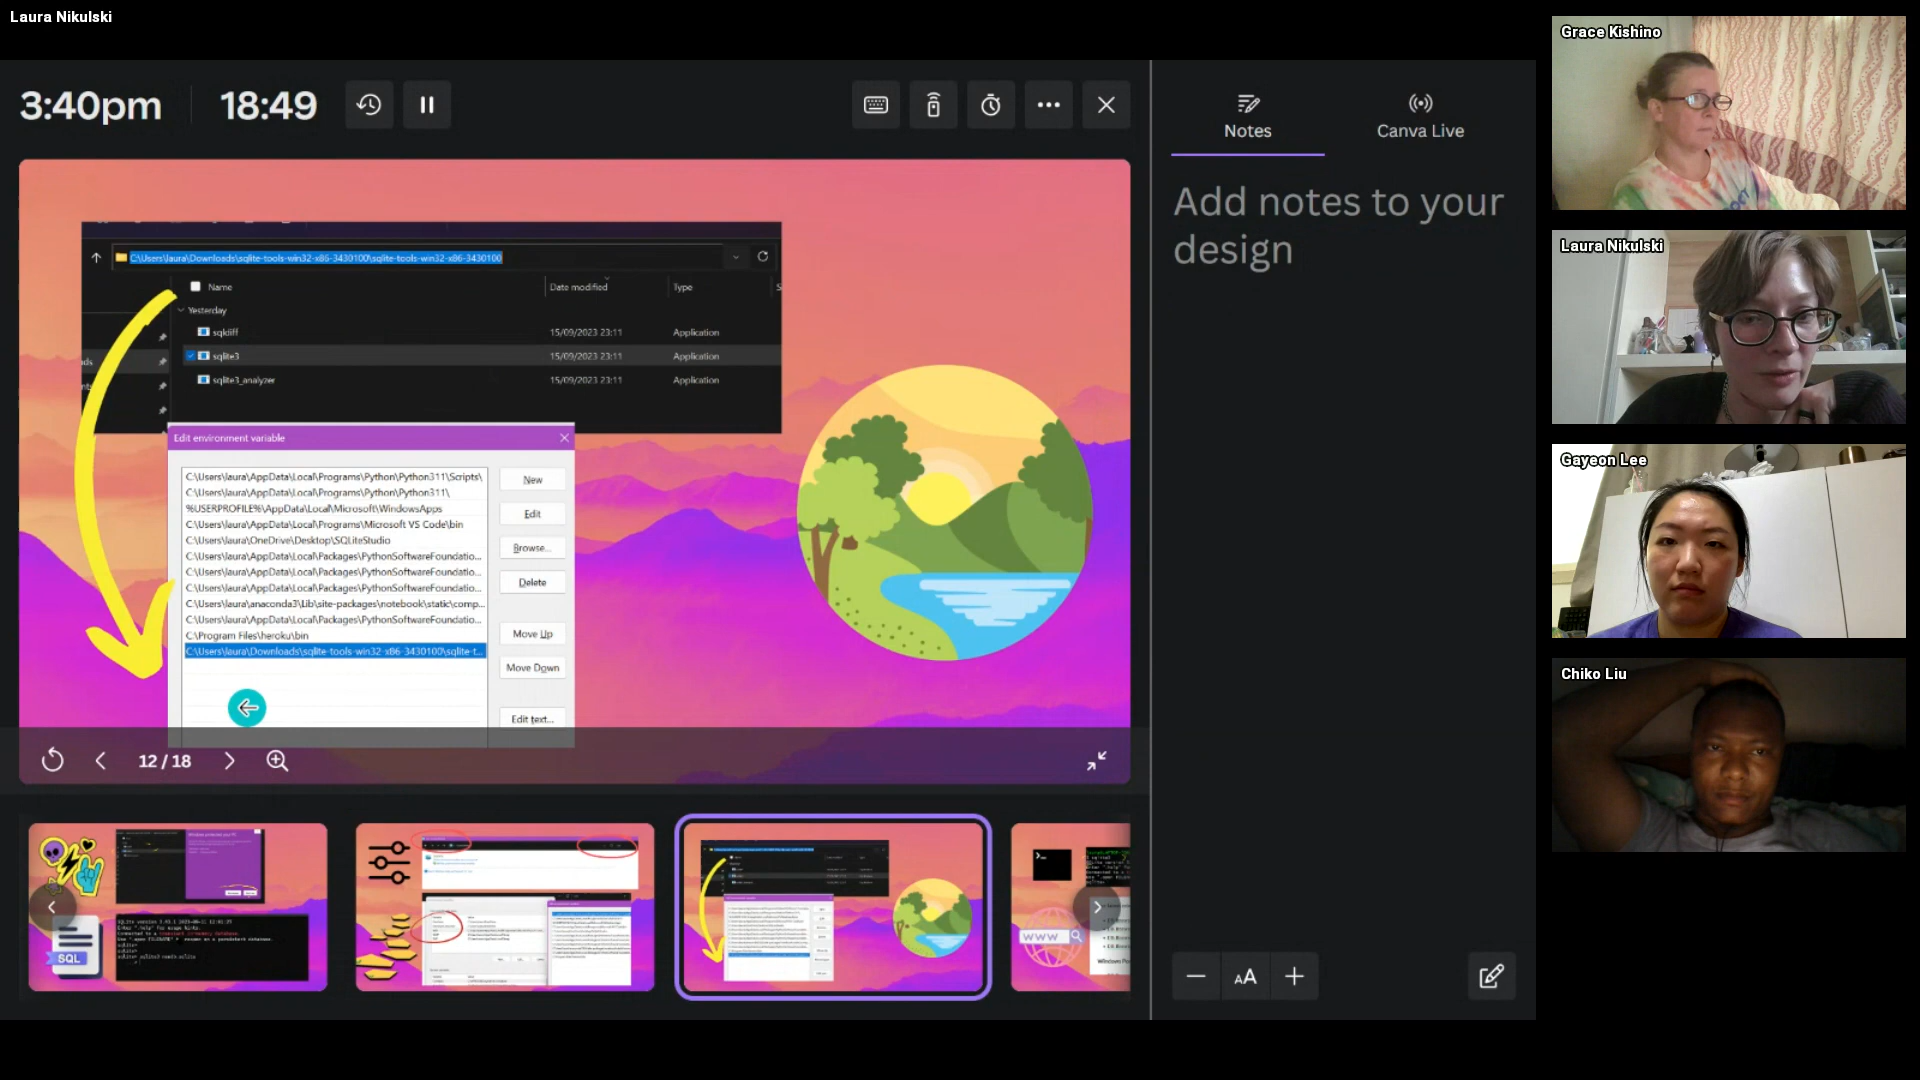 Laura Nikulski
3:40pm
18:49
Notes
Canva Live
Add notes to your
design
C:\Users\laura\Downloads\sqlite-tools-win32-x86-3430100\sqlite-tools-win32-x86-3430100
Name
Date modified
Type
S
Yesterday
sqldiff
15/09/2023 23:11
Application
sqlite3
15/09/2023 23:11
Application
sqlite3_analyzer
15/09/2023 23:11
Application
Edit environment variable
C:\Users\laura\AppData\Local\Programs\Python\Python311\Scripts\
C:\Users\laura\AppData\Local\Programs\Python\Python311\
%USERPROFILE%\AppData\Local\Microsoft\WindowsApps
C:\Users\laura\AppData\Local\Programs\Microsoft VS Code\bin
C:\Users\laura\OneDrive\Desktop\SQLiteStudio
C:\Users\laura\AppData\Local\Packages\PythonSoftwareFoundatio...
C:\Users\laura\AppData\Local\Packages\PythonSoftwareFoundatio...
C:\Users\laura\AppData\Local\Packages\PythonSoftwareFoundatio...
C:\Users\laura\anaconda3\Lib\site-packages\notebook\static\comp...
C:\Users\laura\AppData\Local\Packages\PythonSoftwareFoundatio...
C:\Program Files\heroku\bin
C:\Users\laura\Downloads\sqlite-tools-win32-x86-3430100\sqlite-t...
New
Edit
Browse...
Delete
Move Up
Move Down
Edit text...
12 / 18
SQL
WWW
AA
Grace Kishino
Laura Nikulski
Gayeon Lee
Chiko Liu